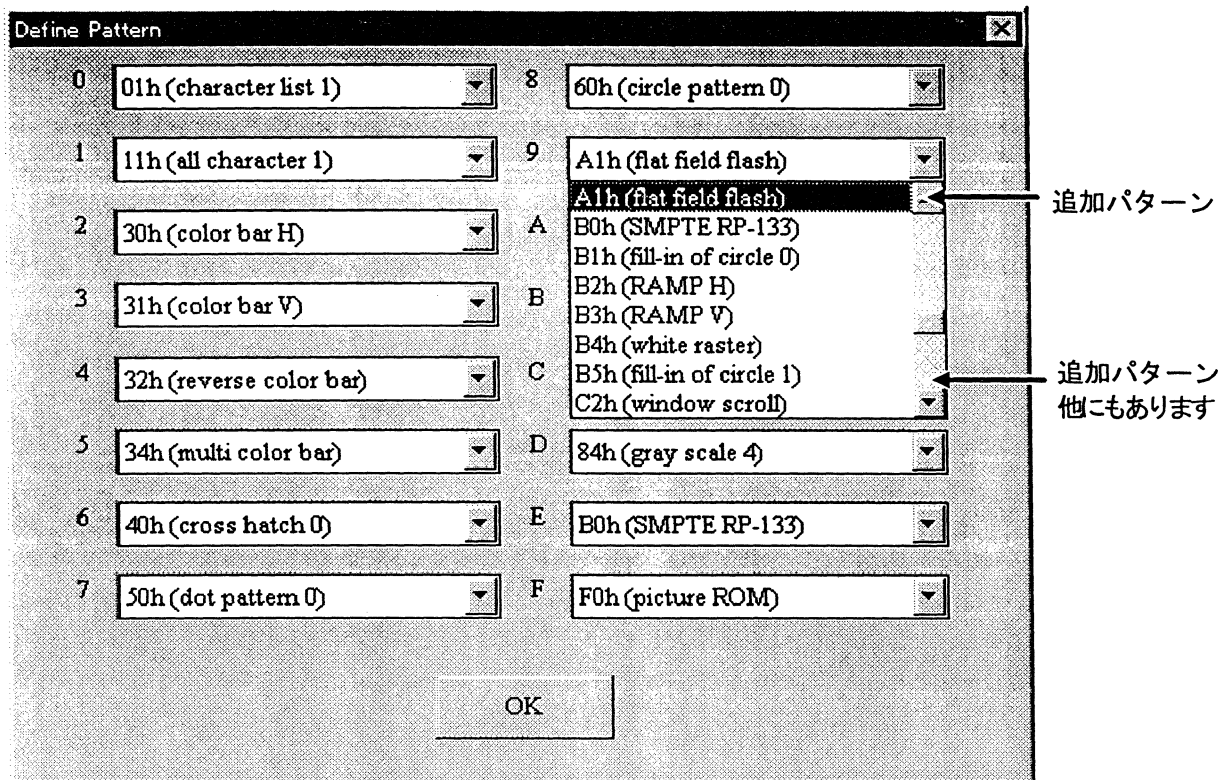 Define Pattern
0 01h (character list 1)
1 11h (all character 1)
2 30h (color bar H)
3 31h (color bar V)
4 32h (reverse color bar)
5 34h (multi color bar)
6 40h (cross hatch 0)
7 50h (dot pattern 0)
8 60h (circle pattern 0)
9 A1h (flat field flash)
A1h (flat field flash)
A B0h (SMPTE RP-133)
B1h (fill-in of circle 0)
B2h (RAMP H)
B B3h (RAMP V)
B4h (white raster)
C B5h (fill-in of circle 1)
C2h (window scroll)
D 84h (gray scale 4)
E B0h (SMPTE RP-133)
F F0h (picture ROM)
OK
追加パターン
追加パターン
他にもあります